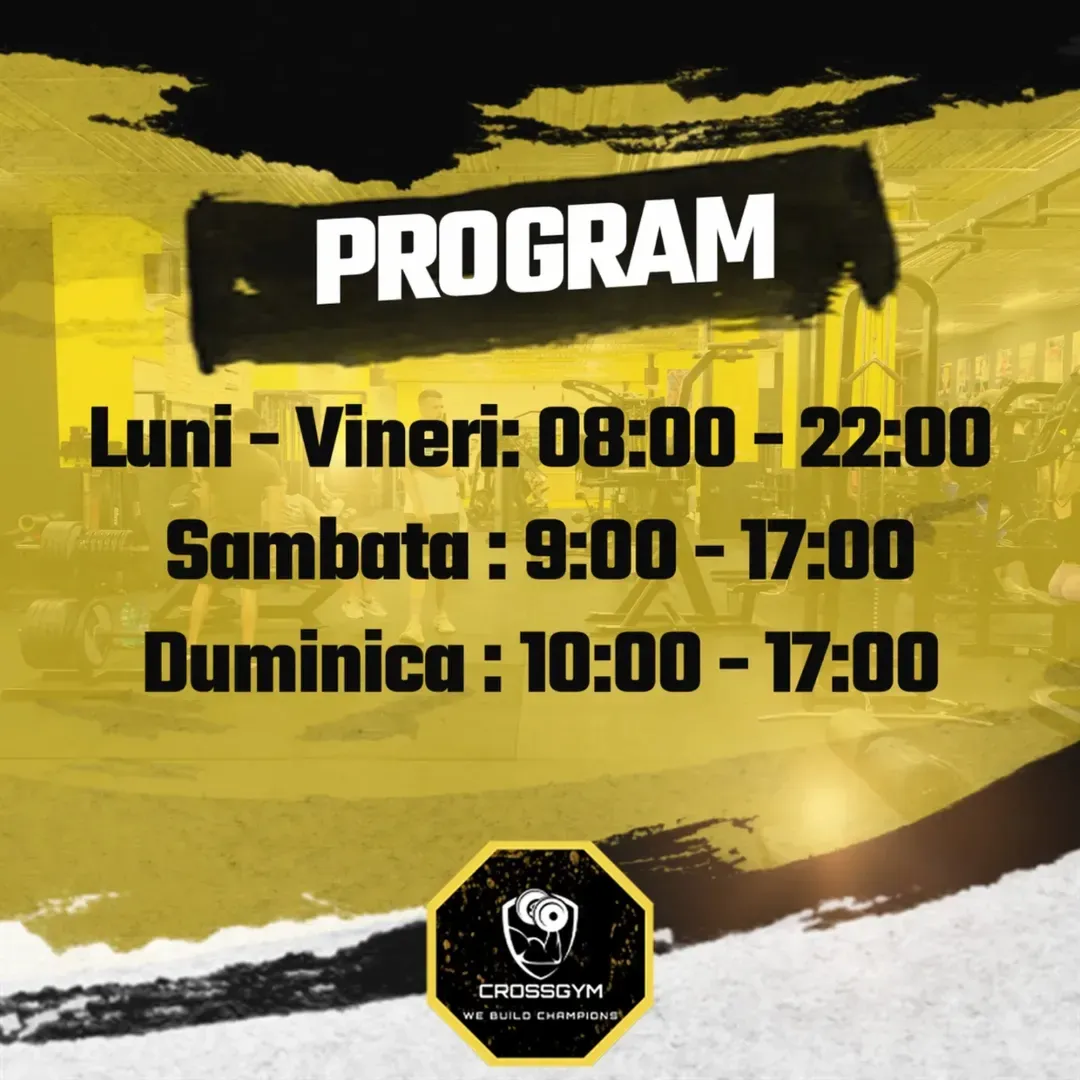 PROGRAM
Luni - Vineri: 08:00 - 22:00
Sambata : 9:00 - 17:00
Duminica : 10:00 - 17:00
CROSSGYM
WE BUILD CHAMPIONS